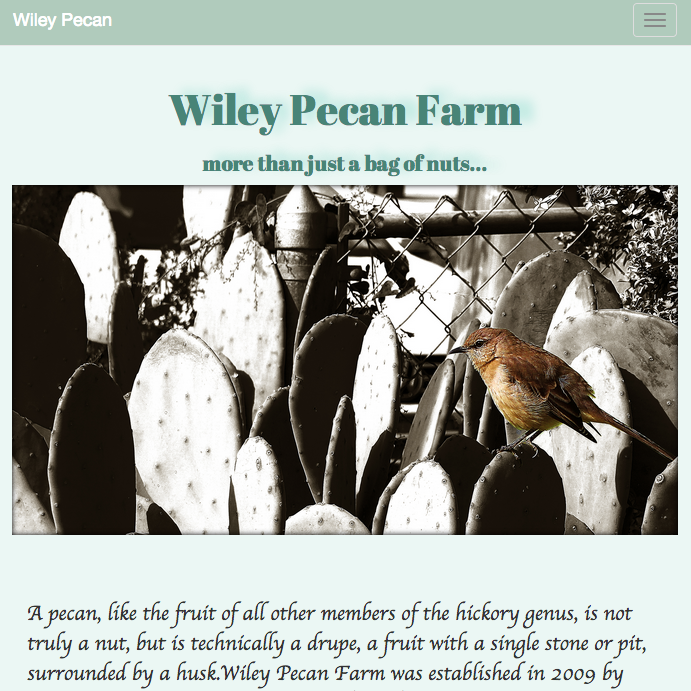 Wiley Pecan
Wiley Pecan Farm
more than just a bag of nuts...
A pecan, like the fruit of all other members of the hickory genus, is not
truly a nut, but is technically a drupe, a fruit with a single stone or pit,
surrounded by a husk.Wiley Pecan Farm was established in 2009 by